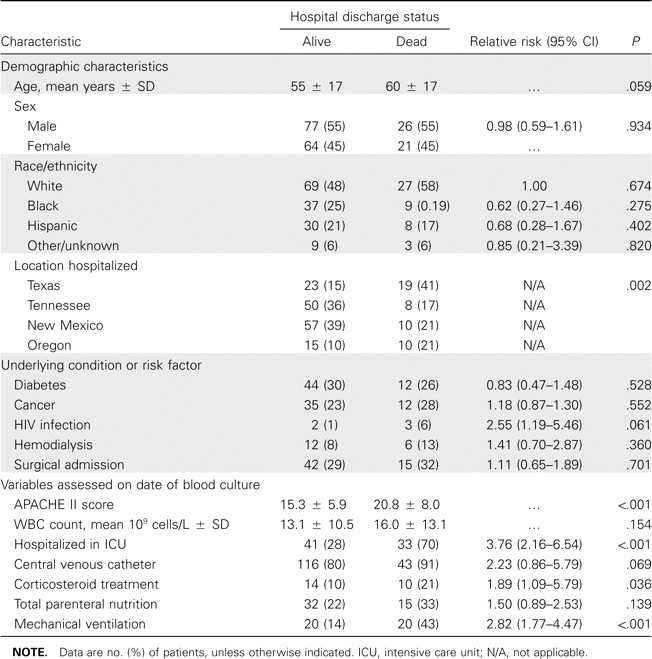 Hospital discharge status
Characteristic Alive Dead Relative risk (95% CI) P
Demographic characteristics
Age, mean years ± SD 55 ± 17 60 ± 17 … .059
Sex
Male 77 (55) 26 (55) 0.98 (0.59–1.61) .934
Female 64 (45) 21 (45) …
Race/ethnicity
White 69 (48) 27 (58) 1.00 .674
Black 37 (25) 9 (0.19) 0.62 (0.27–1.46) .275
Hispanic 30 (21) 8 (17) 0.68 (0.28–1.67) .402
Other/unknown 9 (6) 3 (6) 0.85 (0.21–3.39) .820
Location hospitalized
Texas 23 (15) 19 (41) N/A .002
Tennessee 50 (36) 8 (17) N/A
New Mexico 57 (39) 10 (21) N/A
Oregon 15 (10) 10 (21) N/A
Underlying condition or risk factor
Diabetes 44 (30) 12 (26) 0.83 (0.47–1.48) .528
Cancer 35 (23) 12 (28) 1.18 (0.87–1.30) .552
HIV infection 2 (1) 3 (6) 2.55 (1.19–5.46) .061
Hemodialysis 12 (8) 6 (13) 1.41 (0.70–2.87) .360
Surgical admission 42 (29) 15 (32) 1.11 (0.65–1.89) .701
Variables assessed on date of blood culture
APACHE II score 15.3 ± 5.9 20.8 ± 8.0 … <.001
WBC count, mean 10⁹ cells/L ± SD 13.1 ± 10.5 16.0 ± 13.1 … .154
Hospitalized in ICU 41 (28) 33 (70) 3.76 (2.16–6.54) <.001
Central venous catheter 116 (80) 43 (91) 2.23 (0.86–5.79) .069
Corticosteroid treatment 14 (10) 10 (21) 1.89 (1.09–5.79) .036
Total parenteral nutrition 32 (22) 15 (33) 1.50 (0.89–2.53) .139
Mechanical ventilation 20 (14) 20 (43) 2.82 (1.77–4.47) <.001
NOTE. Data are no. (%) of patients, unless otherwise indicated. ICU, intensive care unit; N/A, not applicable.